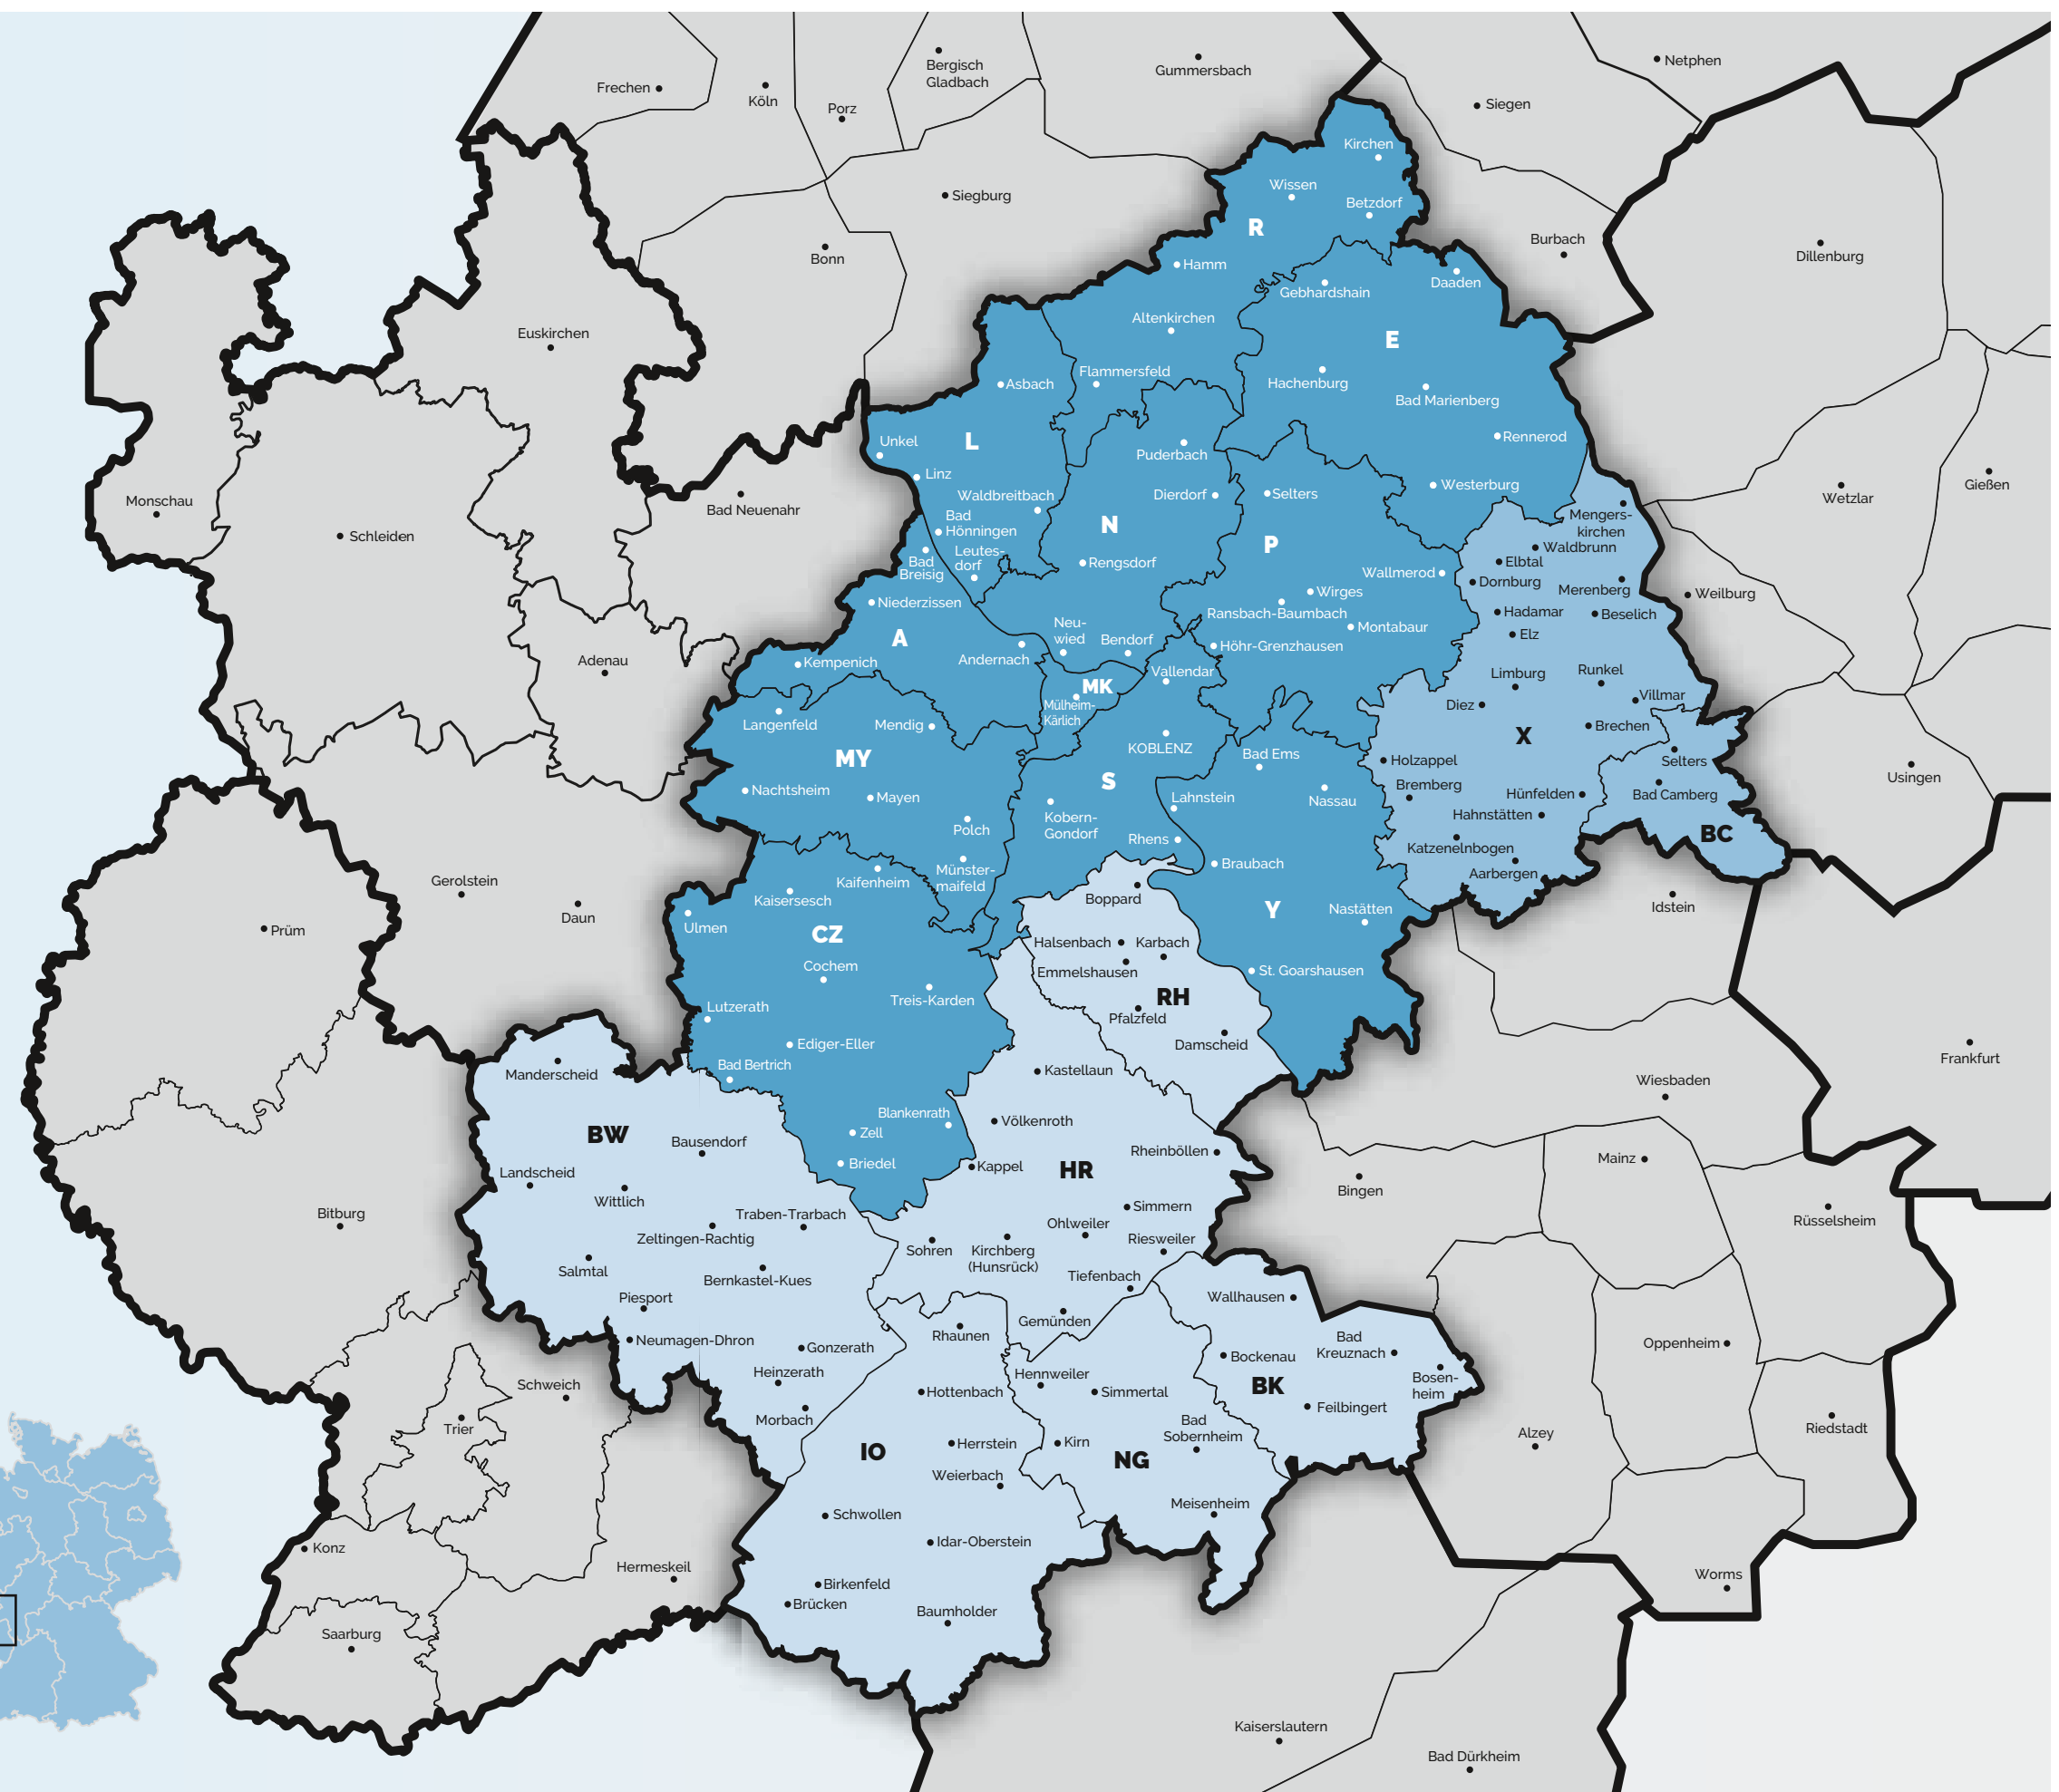 Netphen
Bergisch
Gladbach
Gummersbach
Frechen
Köln
Porz
Siegen
Kirchen
Wissen
Betzdorf
Siegburg
R
Burbach
Dillenburg
Bonn
Hamm
Daaden
Gebhardshain
Altenkirchen
Euskirchen
E
Flammersfeld
Asbach
Hachenburg
Bad Marienberg
Unkel
L
Rennerod
Puderbach
Linz
Westerburg
Gießen
Waldbreitbach
Dierdorf
Selters
Wetzlar
Monschau
Bad Neuenahr
Mengers-
kirchen
Bad
Hönningen
N
Schleiden
P
Waldbrunn
Leutes-
dorf
Bad
Breisig
Rengsdorf
Elbtal
Wallmerod
Dornburg
Merenberg
Wirges
Weilburg
Niederzissen
Ransbach-Baumbach
Hadamar
Beselich
Neu-
wied
Montabaur
A
Bendorf
Elz
Höhr-Grenzhausen
Adenau
Kempenich
Andernach
Vallendar
Limburg
Runkel
MK
Mülheim-
Kärlich
Villmar
Diez
Langenfeld
Mendig
Brechen
X
KOBLENZ
Bad Ems
MY
Holzappel
Selters
Usingen
S
Bremberg
Nachtsheim
Mayen
Lahnstein
Nassau
Hünfelden
Bad Camberg
Kobern-
Gondorf
Hahnstätten
Polch
Rhens
BC
Katzenelnbogen
Braubach
Münster-
maifeld
Aarbergen
Gerolstein
Kaifenheim
Kaisersesch
Boppard
Idstein
Daun
Y
Nastätten
Prüm
Ulmen
CZ
Halsenbach
Karbach
Cochem
Emmelshausen
St. Goarshausen
Treis-Karden
RH
Lutzerath
Pfalzfeld
Damscheid
Ediger-Eller
Frankfurt
Bad Bertrich
Manderscheid
Kastellaun
Wiesbaden
Blankenrath
Völkenroth
BW
Zell
Bausendorf
Rheinböllen
Briedel
Kappel
HR
Mainz
Landscheid
Bingen
Wittlich
Simmern
Bitburg
Traben-Trarbach
Ohlweiler
Rüsselsheim
Zeltingen-Rachtig
Riesweiler
Sohren
Kirchberg
(Hunsrück)
Salmtal
Bernkastel-Kues
Tiefenbach
Piesport
Wallhausen
Gemünden
Rhaunen
Neumagen-Dhron
Bad
Kreuznach
Oppenheim
Gonzerath
Bockenau
Heinzerath
Hennweiler
Bosen-
heim
Schweich
BK
Hottenbach
Simmertal
Feilbingert
Morbach
Trier
Bad
Sobernheim
Riedstadt
Alzey
IO
Herrstein
Kirn
NG
Weierbach
Meisenheim
Schwollen
Idar-Oberstein
Konz
Hermeskeil
Worms
Birkenfeld
Brücken
Baumholder
Saarburg
Kaiserslautern
Bad Dürkheim